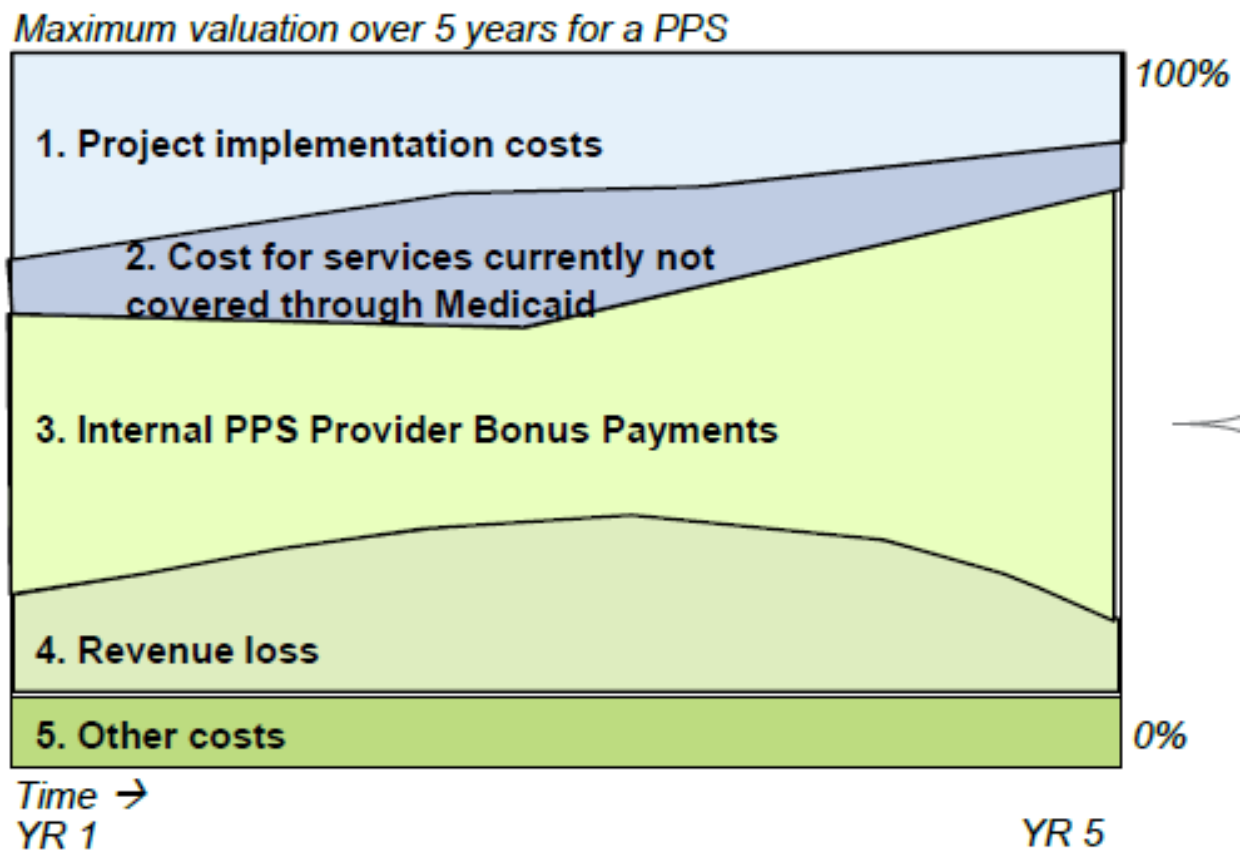 Maximum valuation over 5 years for a PPS
100%
1. Project implementation costs
2. Cost for services currently not
covered through Medicaid
3. Internal PPS Provider Bonus Payments
4. Revenue loss
5. Other costs
0%
Time →
YR 1
YR 5